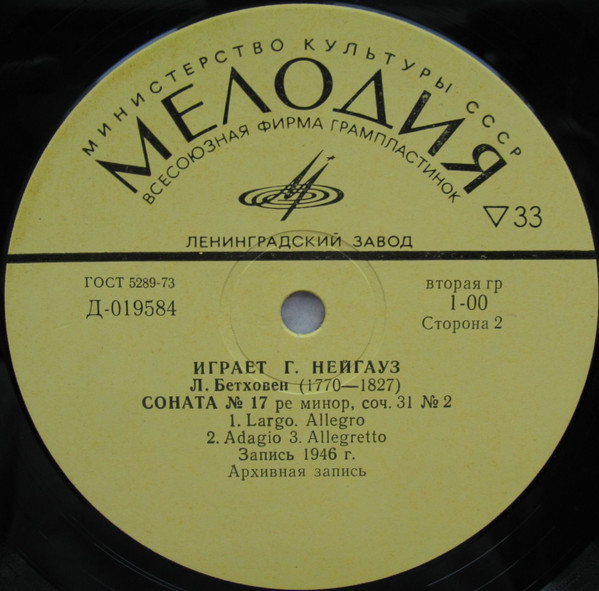 МИНИСТЕРСТВО КУЛЬТУРЫ СССР
МЕЛОДИЯ
ВСЕСОЮЗНАЯ ФИРМА ГРАМПЛАСТИНОК
▽33
ЛЕНИНГРАДСКИЙ ЗАВОД
ГОСТ 5289-73
Д-019584
вторая гр
1-00
Сторона 2
ИГРАЕТ Г. НЕЙГАУЗ
Л. Бетховен (1770—1827)
СОНАТА № 17 ре минор, соч. 31 № 2
1. Largo. Allegro
2. Adagio 3. Allegretto
Запись 1946 г.
Архивная запись